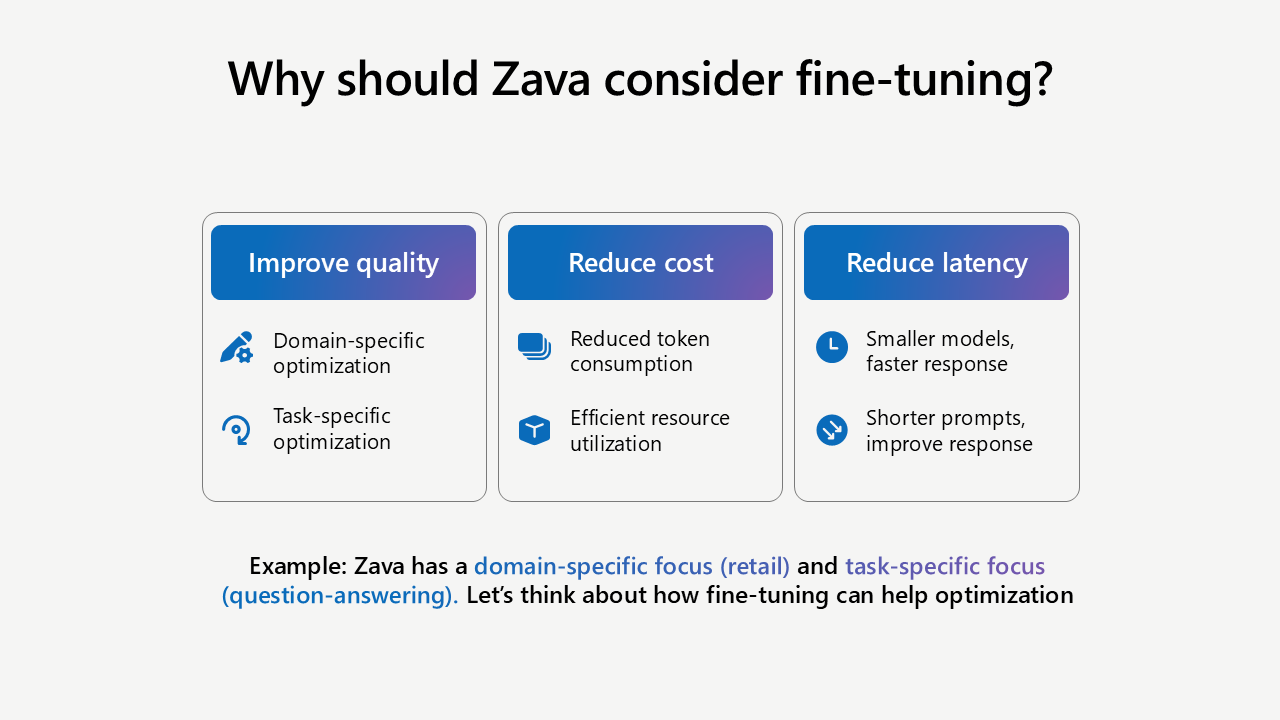 Why should Zava consider fine-tuning?
Improve quality
Domain-specific
optimization
Task-specific
optimization
Reduce cost
Reduced token
consumption
Efficient resource
utilization
Reduce latency
Smaller models,
faster response
Shorter prompts,
improve response
Example: Zava has a domain-specific focus (retail) and task-specific focus
(question-answering). Let’s think about how fine-tuning can help optimization